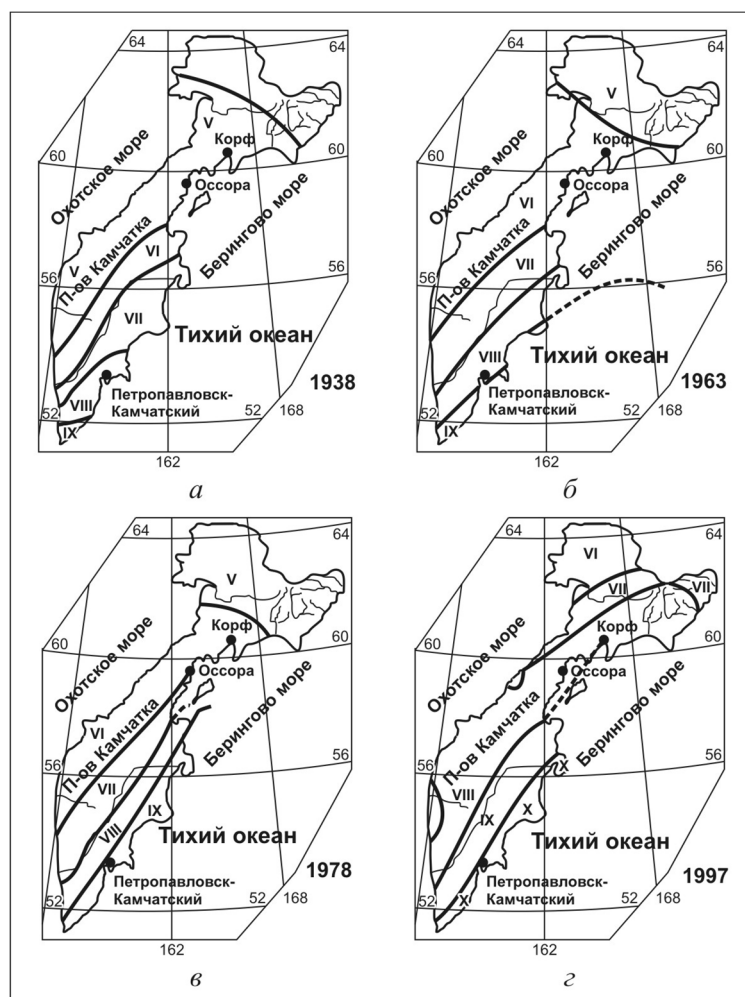 64
64
V
Корф
60
60
Охотское море
Оссора
Берингово море
П-ов Камчатка
V
VI
56
56
VII
Тихий океан
1938
Петропавловск-
Камчатский
VIII
52
52
168
IX
162
а
64
64
V
Корф
60
60
Охотское море
Оссора
Берингово море
VI
П-ов Камчатка
56
56
VII
Тихий океан
VIII
1963
Петропавловск-
Камчатский
52
52
168
IX
162
б
64
64
V
Корф
60
60
Охотское море
Оссора
Берингово море
VI
П-ов Камчатка
56
56
VII
IX
VIII
Тихий океан
1978
Петропавловск-
Камчатский
52
52
168
162
в
64
64
VI
VII
VII
Корф
60
60
Охотское море
Оссора
Берингово море
П-ов Камчатка
56
56
X
VIII
IX
X
Тихий океан
1997
Петропавловск-
Камчатский
X
52
52
168
162
г